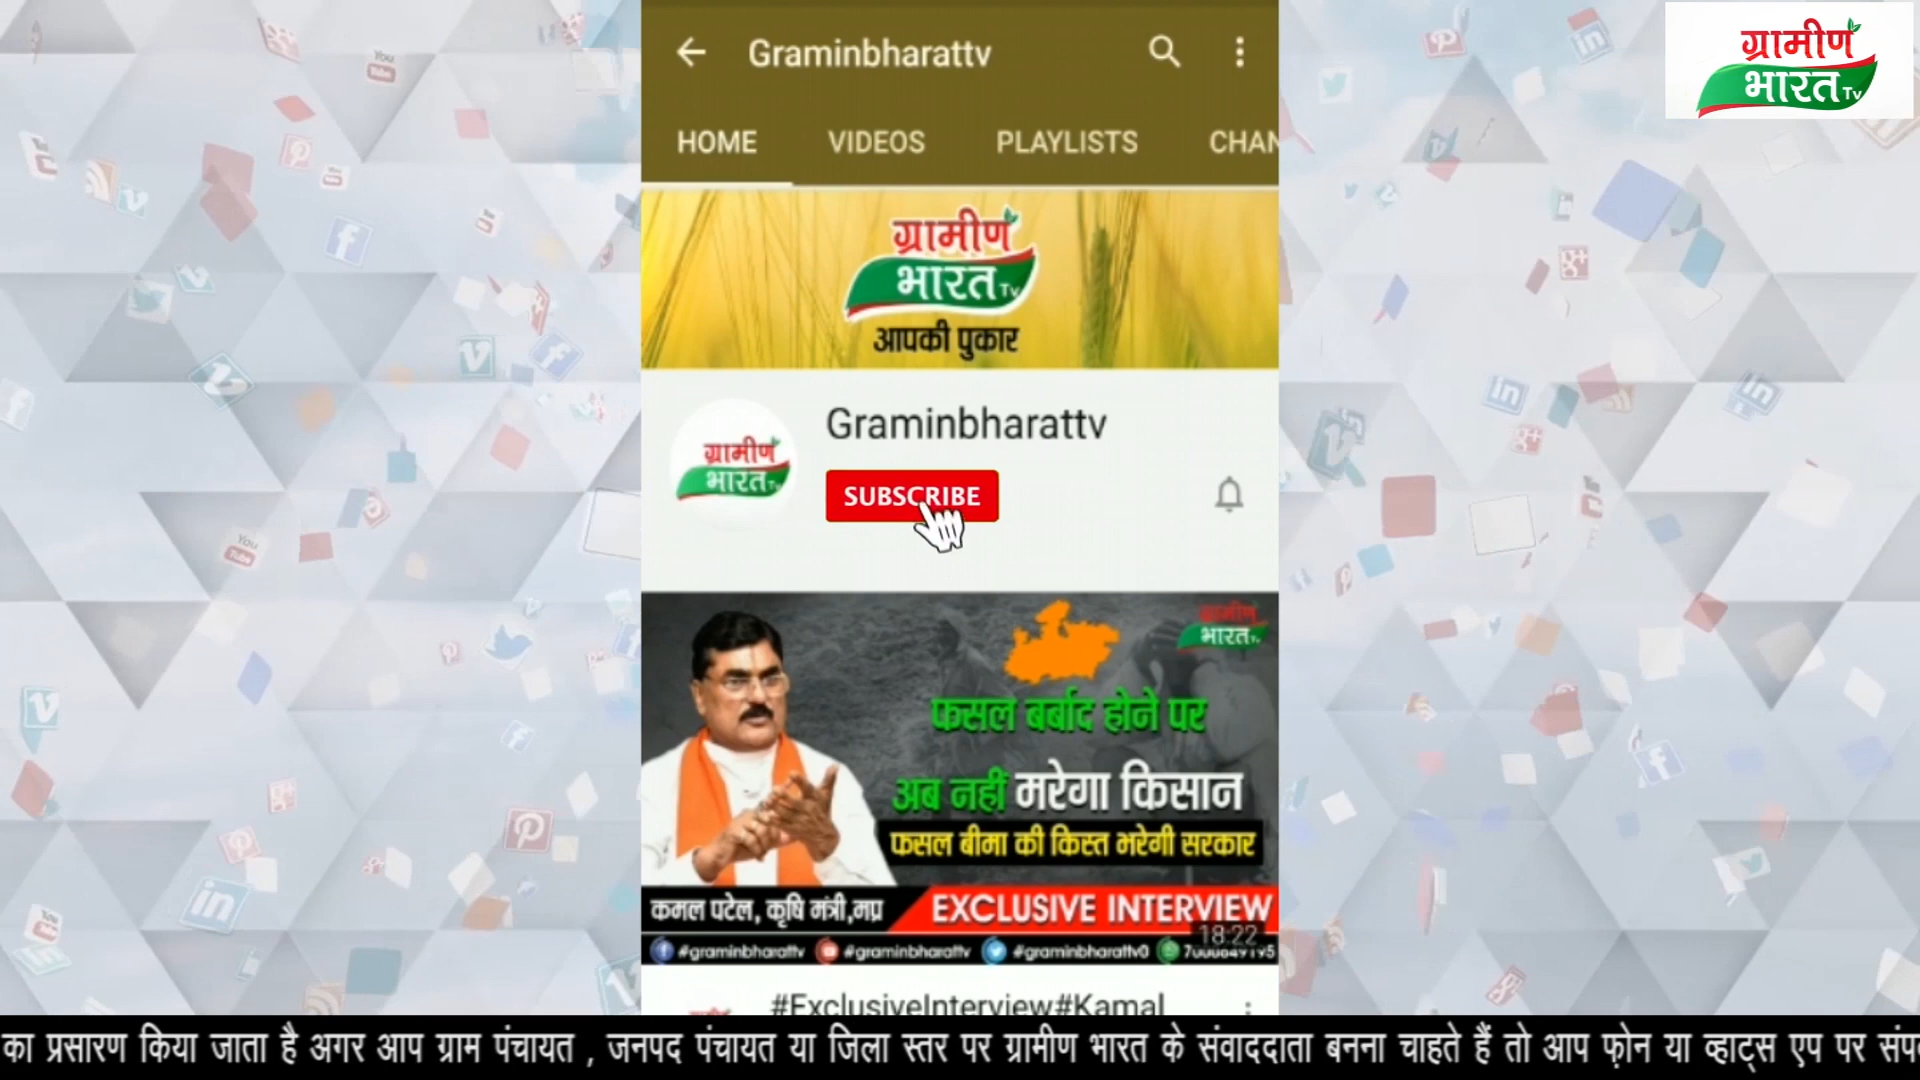 Graminbharattv
ग्रामीण
भारत Tv
HOME VIDEOS PLAYLISTS CHAN
ग्रामीण
भारत Tv
आपकी पुकार
Graminbharattv
ग्रामीण
भारत
SUBSCRIBE
ग्रामीण
भारत
फसल बर्बाद होने पर
अब नहीं मरेगा किसान
फसल बीमा की किस्त भरेगी सरकार
कमल पटेल, कृषि मंत्री,मप्र EXCLUSIVE INTERVIEW
18:22
#graminbharattv #graminbharattv #graminbharattv0
#ExclusiveInterview#Kamal
का प्रसारण किया जाता है अगर आप ग्राम पंचायत , जनपद पंचायत या जिला स्तर पर ग्रामीण भारत के संवाददाता बनना चाहते हैं तो आप फ़ोन या व्हाट्स एप पर